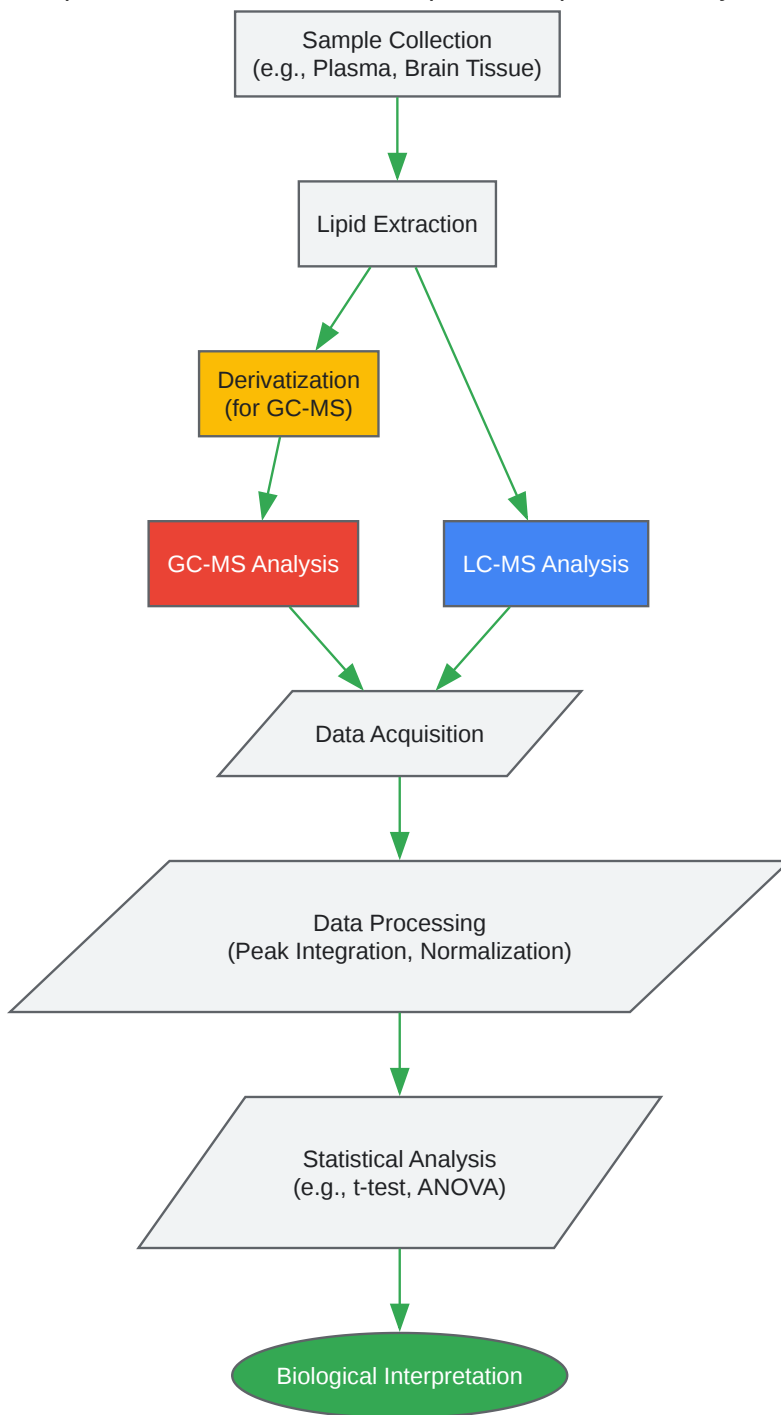 Sample Collection
(e.g., Plasma, Brain Tissue)
Lipid Extraction
Derivatization
(for GC-MS)
GC-MS Analysis
LC-MS Analysis
Data Acquisition
Data Processing
(Peak Integration, Normalization)
Statistical Analysis
(e.g., t-test, ANOVA)
Biological Interpretation